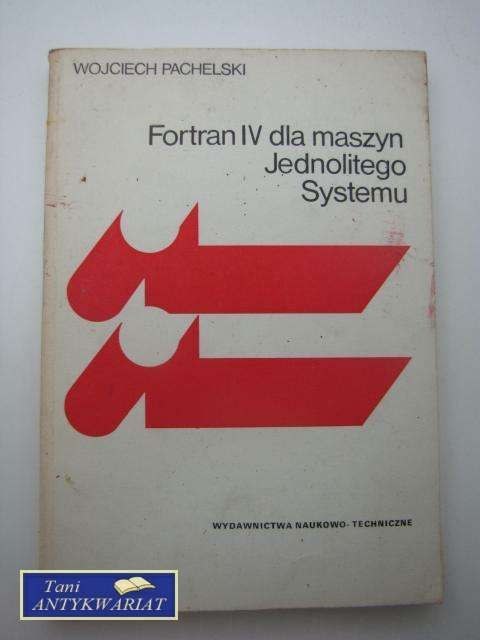 WOJCIECH PACHELSKI
Fortran IV dla maszyn
Jednolitego
Systemu
WYDAWNICTWA NAUKOWO-TECHNICZNE
Tani
ANTYKWARIAT